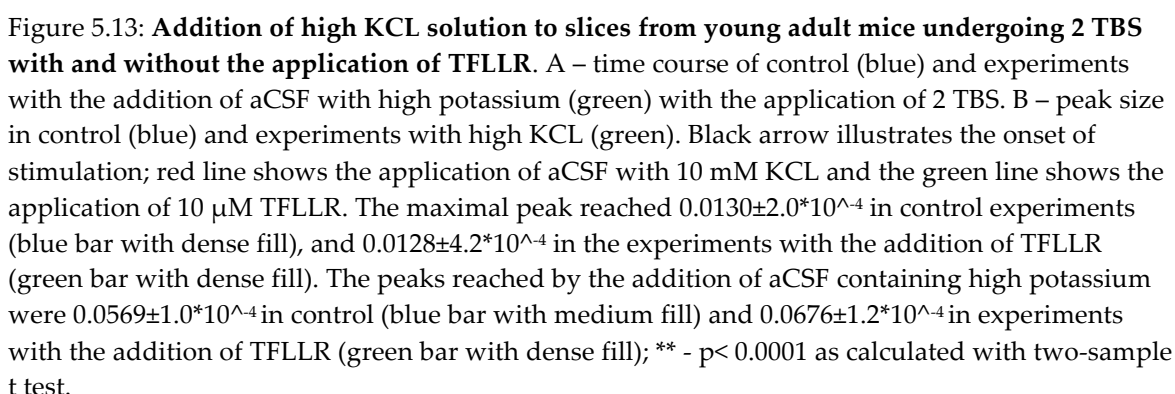 Figure 5.13: Addition of high KCL solution to slices from young adult mice undergoing 2 TBS
with and without the application of TFLLR. A – time course of control (blue) and experiments
with the addition of aCSF with high potassium (green) with the application of 2 TBS. B – peak size
in control (blue) and experiments with high KCL (green). Black arrow illustrates the onset of
stimulation; red line shows the application of aCSF with 10 mM KCL and the green line shows the
application of 10 μM TFLLR. The maximal peak reached 0.0130±2.0*10^⁻⁴ in control experiments
(blue bar with dense fill), and 0.0128±4.2*10^⁻⁴ in the experiments with the addition of TFLLR
(green bar with dense fill). The peaks reached by the addition of aCSF containing high potassium
were 0.0569±1.0*10^⁻⁴ in control (blue bar with medium fill) and 0.0676±1.2*10^⁻⁴ in experiments
with the addition of TFLLR (green bar with dense fill); ** - p< 0.0001 as calculated with two-sample
t test.